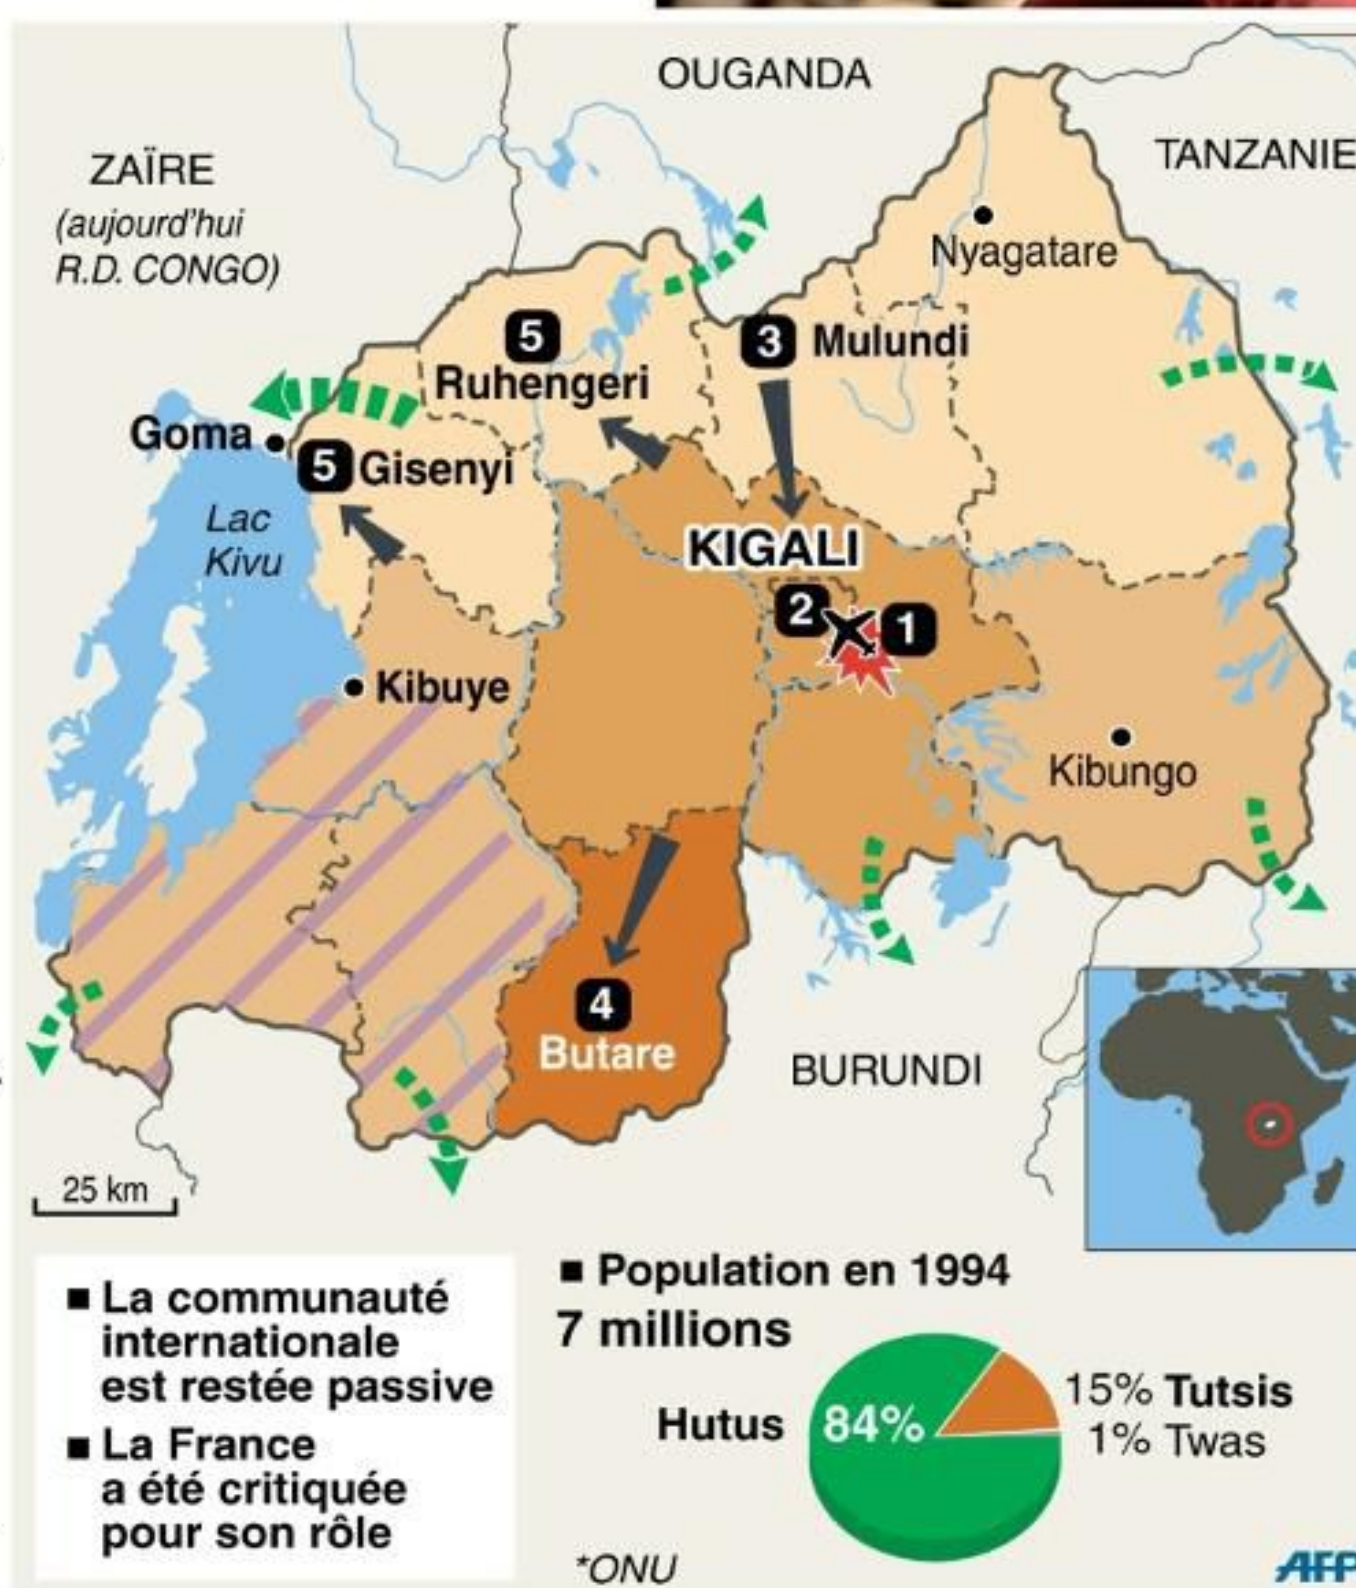 OUGANDA
TANZANIE
ZAÏRE
(aujourd'hui
R.D. CONGO)
Nyagatare
5
Ruhengeri
3 Mulundi
Goma
5 Gisenyi
Lac
Kivu
KIGALI
2
1
Kibuye
Kibungo
4
Butare
BURUNDI
25 km
■ La communauté
internationale
est restée passive
■ La France
a été critiquée
pour son rôle
■ Population en 1994
7 millions
Hutus 84%
15% Tutsis
1% Twas
*ONU
AFP